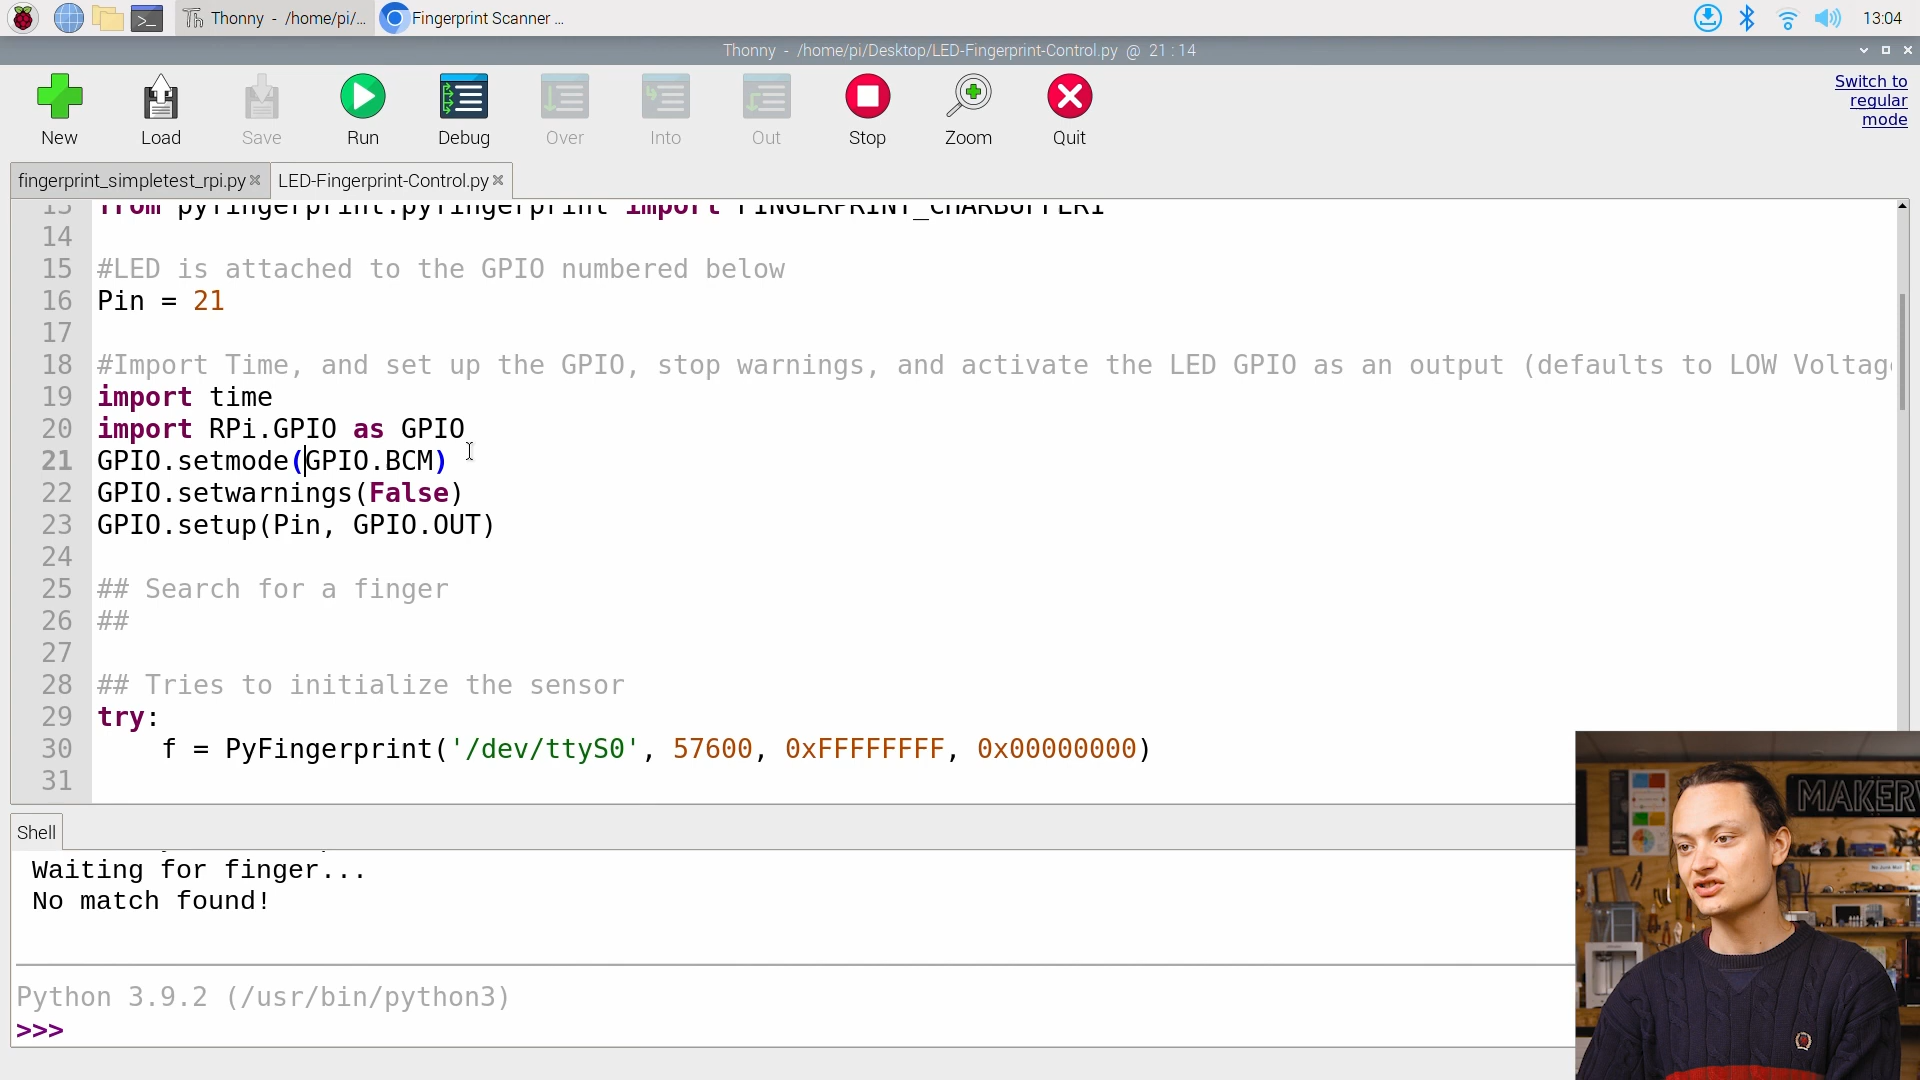 Thonny - /home/pi/...
Fingerprint Scanner ...
13:04
Thonny - /home/pi/Desktop/LED-Fingerprint-Control.py @ 21 : 14
New
Load
Save
Run
Debug
Over
Into
Out
Stop
Zoom
Quit
Switch to
regular
mode
fingerprint_simpletest_rpi.py
LED-Fingerprint-Control.py
13 from pyfingerprint.pyfingerprint import FINGERPRINT_CHARBUFFER1
14
15 #LED is attached to the GPIO numbered below
16 Pin = 21
17
18 #Import Time, and set up the GPIO, stop warnings, and activate the LED GPIO as an output (defaults to LOW Voltag
19 import time
20 import RPi.GPIO as GPIO
21 GPIO.setmode(GPIO.BCM)
22 GPIO.setwarnings(False)
23 GPIO.setup(Pin, GPIO.OUT)
24
25 ## Search for a finger
26 ##
27
28 ## Tries to initialize the sensor
29 try:
30     f = PyFingerprint('/dev/ttyS0', 57600, 0xFFFFFFFF, 0x00000000)
31
Shell
Waiting for finger...
No match found!
Python 3.9.2 (/usr/bin/python3)
>>>
MAKER